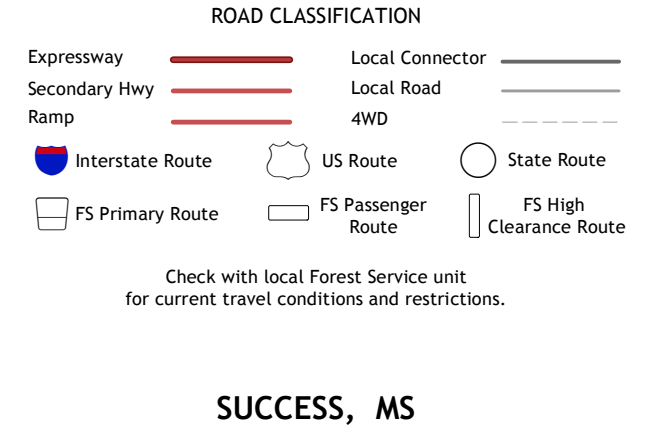 ROAD CLASSIFICATION
Expressway
Local Connector
Secondary Hwy
Local Road
Ramp
4WD
Interstate Route
US Route
State Route
FS Primary Route
FS Passenger
Route
FS High
Clearance Route
Check with local Forest Service unit
for current travel conditions and restrictions.
SUCCESS, MS